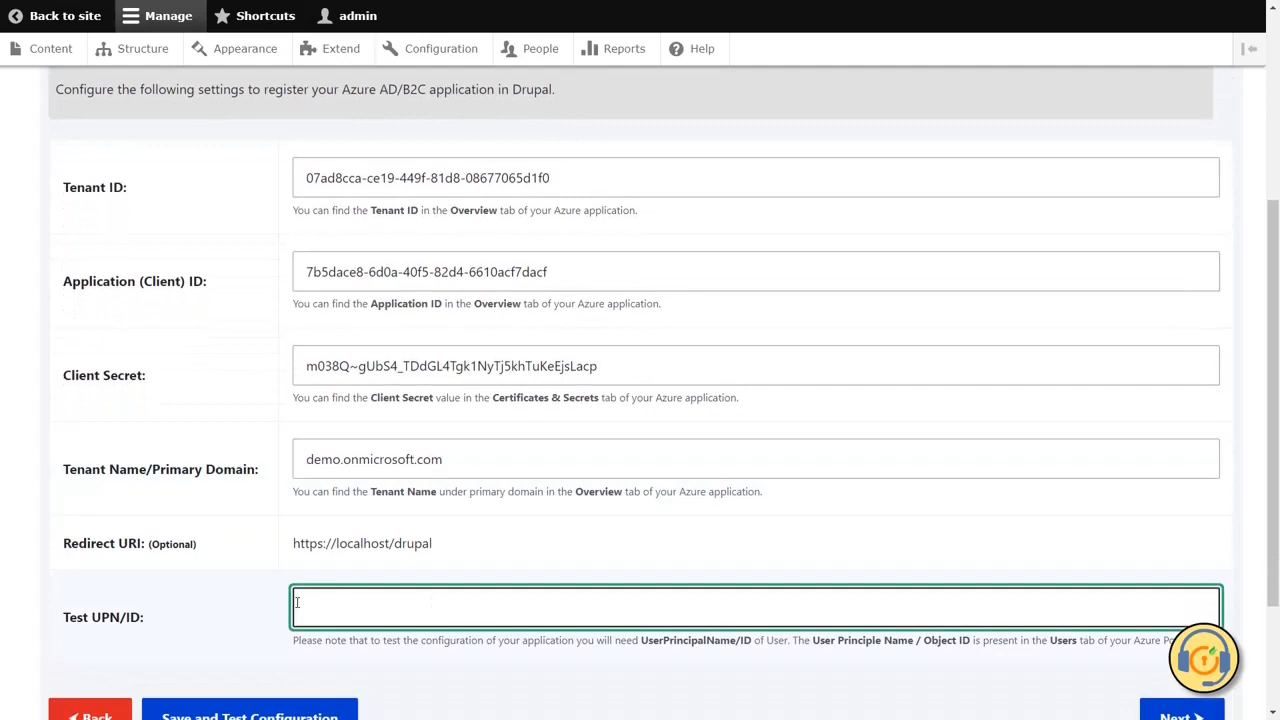 Back to site Manage Shortcuts admin
Content Structure Appearance Extend Configuration People Reports Help
Configure the following settings to register your Azure AD/B2C application in Drupal.
Tenant ID: 07ad8cca-ce19-449f-81d8-08677065d1f0
You can find the Tenant ID in the Overview tab of your Azure application.
Application (Client) ID: 7b5dace8-6d0a-40f5-82d4-6610acf7dacf
You can find the Application ID in the Overview tab of your Azure application.
Client Secret: m038Q~gUbS4_TDdGL4Tgk1NyTj5khTuKeEjsLacp
You can find the Client Secret value in the Certificates & Secrets tab of your Azure application.
Tenant Name/Primary Domain: demo.onmicrosoft.com
You can find the Tenant Name under primary domain in the Overview tab of your Azure application.
Redirect URI: (Optional) https://localhost/drupal
Test UPN/ID:
Please note that to test the configuration of your application you will need UserPrincipalName/ID of User. The User Principle Name / Object ID is present in the Users tab of your Azure
Back Save and Test Configuration Next